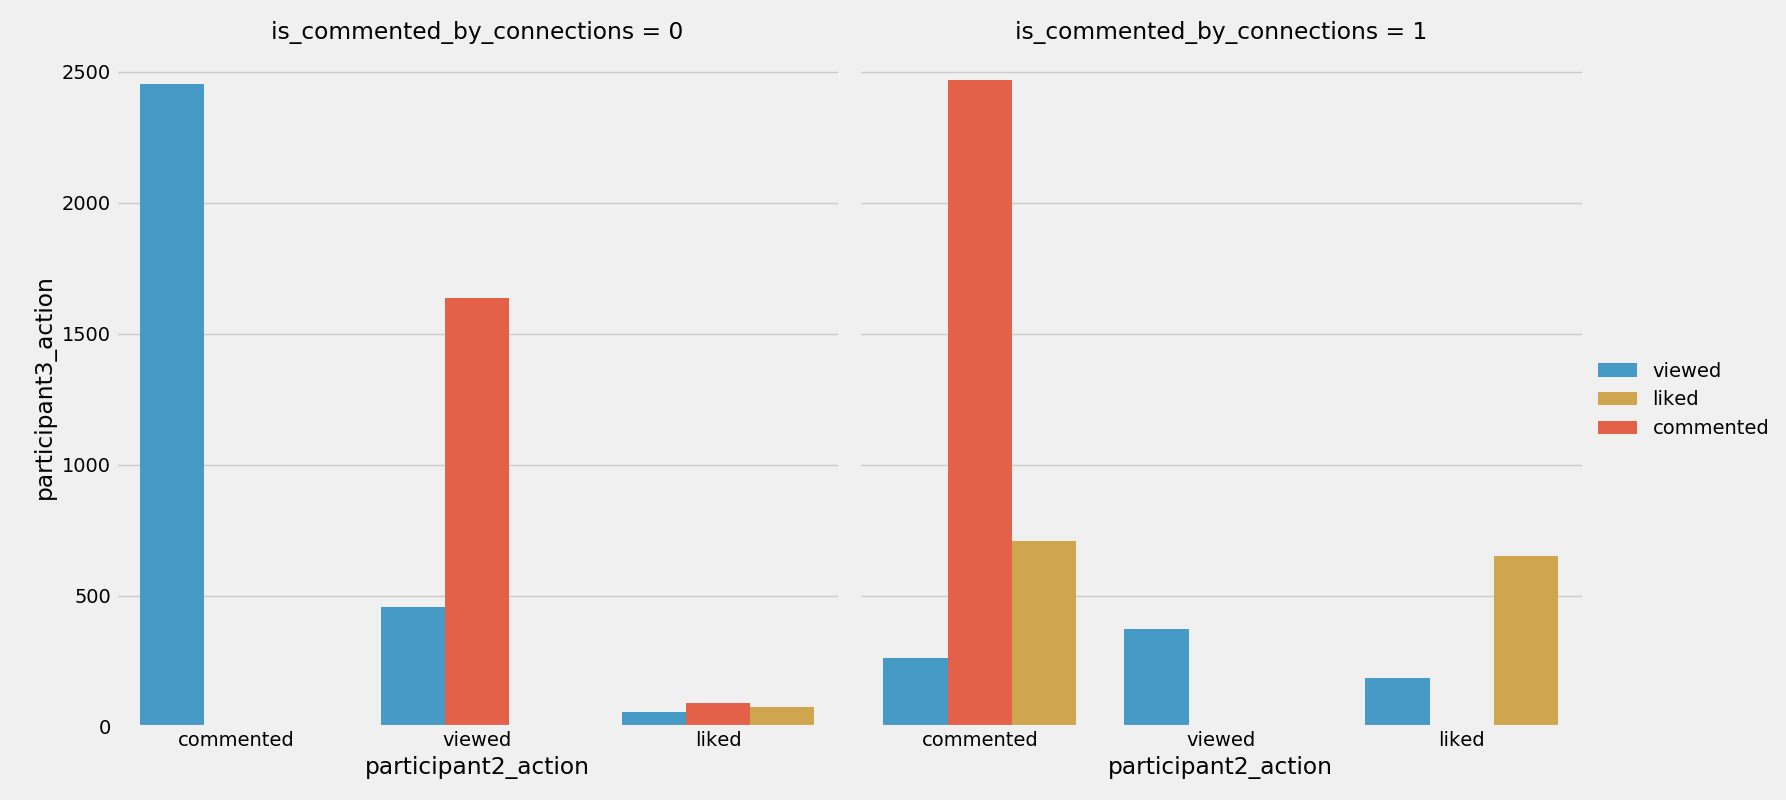 is_commented_by_connections = 0
is_commented_by_connections = 1
participant3_action
2500
2000
1500
1000
500
0
commented
viewed
liked
participant2_action
commented
viewed
liked
participant2_action
viewed
liked
commented